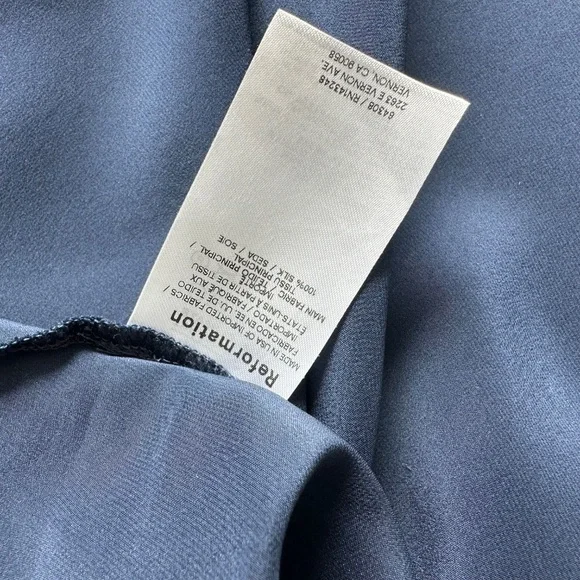 Reformation
MADE IN USA OF IMPORTED FABRICS /
FABRICADO EN EE. UU. DE TEJIDO
IMPORTADO / FABRIQUÉ AUX
ÉTATS-UNIS À PARTIR DE TISSU
IMPORTÉ
MAIN FABRIC / TEJIDO PRINCIPAL /
TISSU PRINCIPAL
100% SILK / SEDA / SOIE
64308 / RN143248
2263 E VERNON AVE.
VERNON, CA 90058